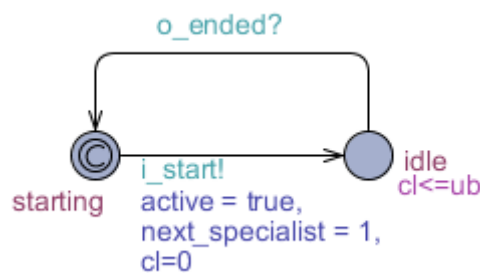 o_ended?
C
starting
i_start!
active = true,
next_specialist = 1,
cl=0
idle
cl<=ub